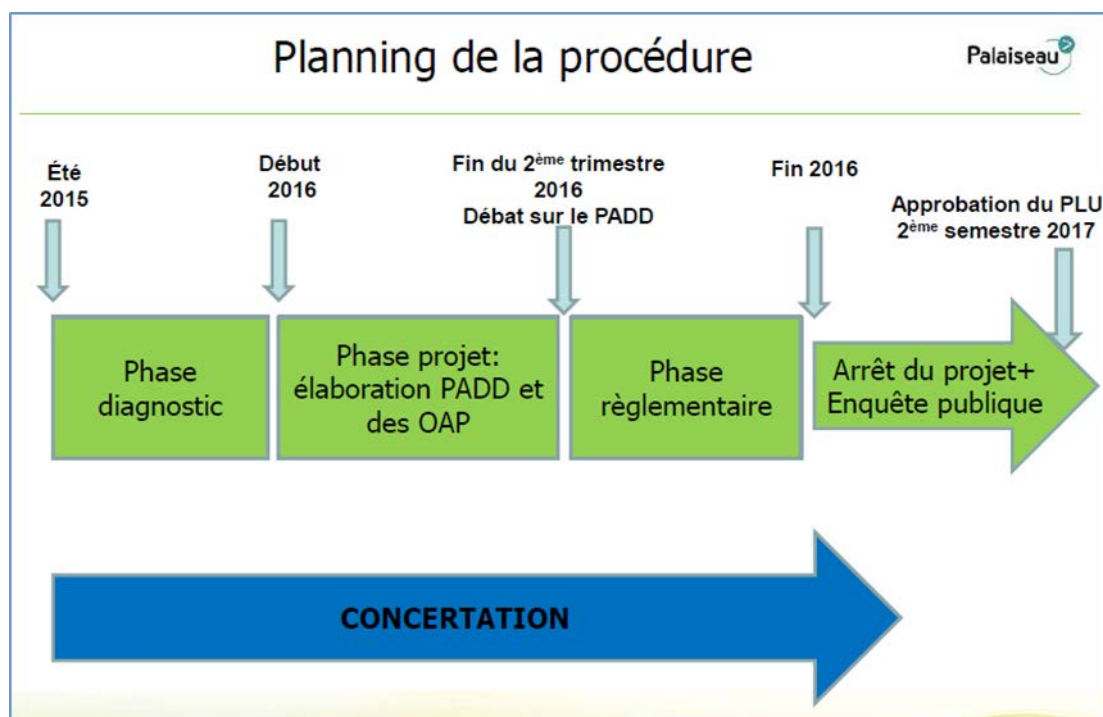 Planning de la procédure
Palaiseau
Été
2015
Début
2016
Fin du 2ème trimestre
2016
Débat sur le PADD
Fin 2016
Approbation du PLU
2ème semestre 2017
Phase
diagnostic
Phase projet:
élaboration PADD et
des OAP
Phase
règlementaire
Arrêt du projet+
Enquête publique
CONCERTATION